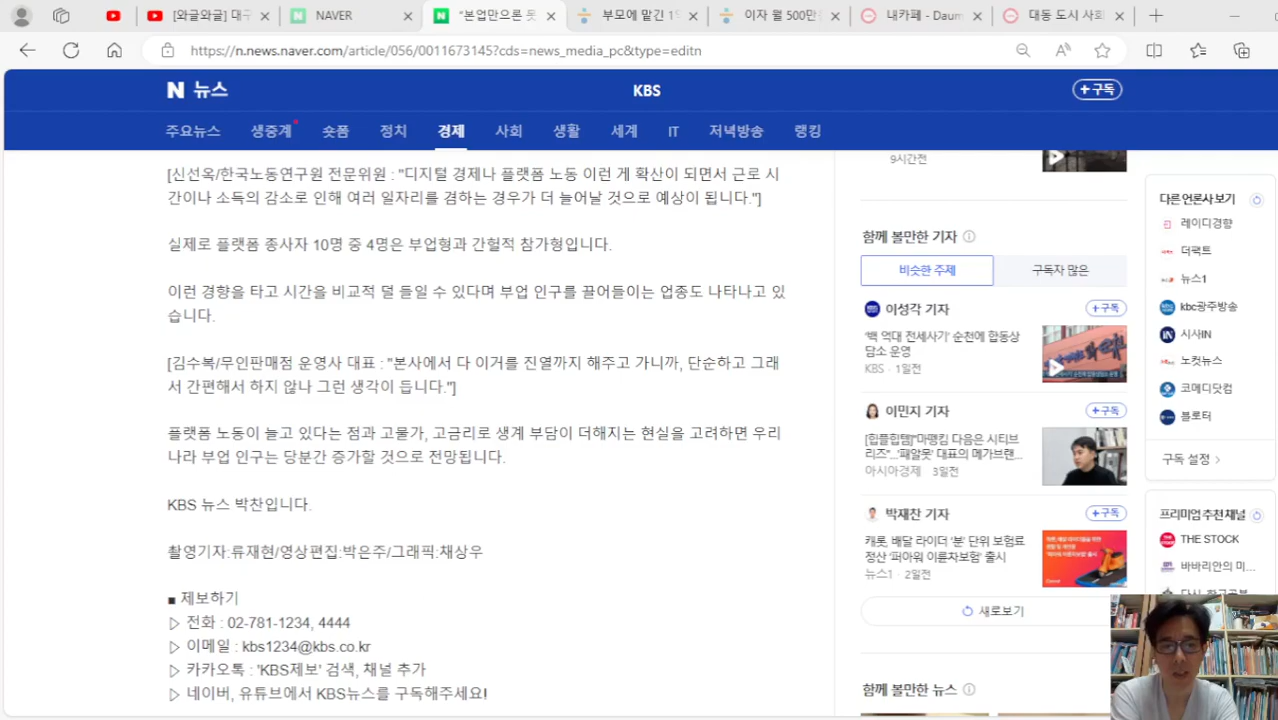 [와글와글] 대구
NAVER
"본업만으론 못
부모에 맡긴 1억
이자 월 500만원
내카페 - Daum
대동 도시 사회
https://n.news.naver.com/article/056/0011673145?cds=news_media_pc&type=editn
N 뉴스
KBS
+구독
주요뉴스 생중계 숏폼 정치 경제 사회 생활 세계 IT 저녁방송 랭킹
[신선옥/한국노동연구원 전문위원 : "디지털 경제나 플랫폼 노동 이런 게 확산이 되면서 근로 시
간이나 소득의 감소로 인해 여러 일자리를 겸하는 경우가 더 늘어날 것으로 예상이 됩니다."]
실제로 플랫폼 종사자 10명 중 4명은 부업형과 간헐적 참가형입니다.
이런 경향을 타고 시간을 비교적 덜 들일 수 있다며 부업 인구를 끌어들이는 업종도 나타나고 있
습니다.
[김수복/무인판매점 운영사 대표 : "본사에서 다 이거를 진열까지 해주고 가니까, 단순하고 그래
서 간편해서 하지 않나 그런 생각이 듭니다."]
플랫폼 노동이 늘고 있다는 점과 고물가, 고금리로 생계 부담이 더해지는 현실을 고려하면 우리
나라 부업 인구는 당분간 증가할 것으로 전망됩니다.
KBS 뉴스 박찬입니다.
촬영기자:류재현/영상편집:박은주/그래픽:채상우
■ 제보하기
▷ 전화 : 02-781-1234, 4444
▷ 이메일 : kbs1234@kbs.co.kr
▷ 카카오톡 : 'KBS제보' 검색, 채널 추가
▷ 네이버, 유튜브에서 KBS뉴스를 구독해주세요!
9시간전
함께 볼만한 기자
비슷한 주제
구독자 많은
이성각 기자
+구독
'백 억대 전세사기' 순천에 합동상
담소 운영
KBS · 1일전
이민지 기자
+구독
[합플합템]"마뗑킴 다음은 시티브
리즈"…'패알못' 대표의 메가브랜...
아시아경제 3일전
박재찬 기자
+구독
캐롯, 배달 라이더 '분' 단위 보험료
정산 '퍼아워 이륜차보험' 출시
뉴스1 · 2일전
새로보기
함께 볼만한 뉴스
다른 언론사 보기
레이디경향
더팩트
뉴스1
kbc광주방송
시사IN
노컷뉴스
코메디닷컴
블로터
구독 설정 >
프리미엄 추천 채널
THE STOCK
바바리안의 미...